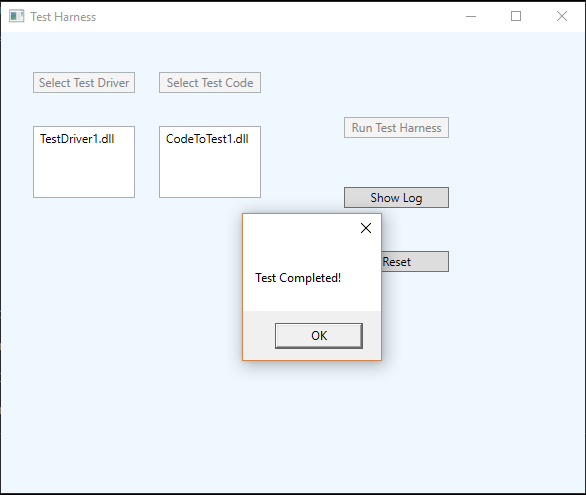 Test Harness
Select Test Driver
Select Test Code
TestDriver1.dll
CodeToTest1.dll
Run Test Harness
Show Log
Reset
Test Completed!
OK